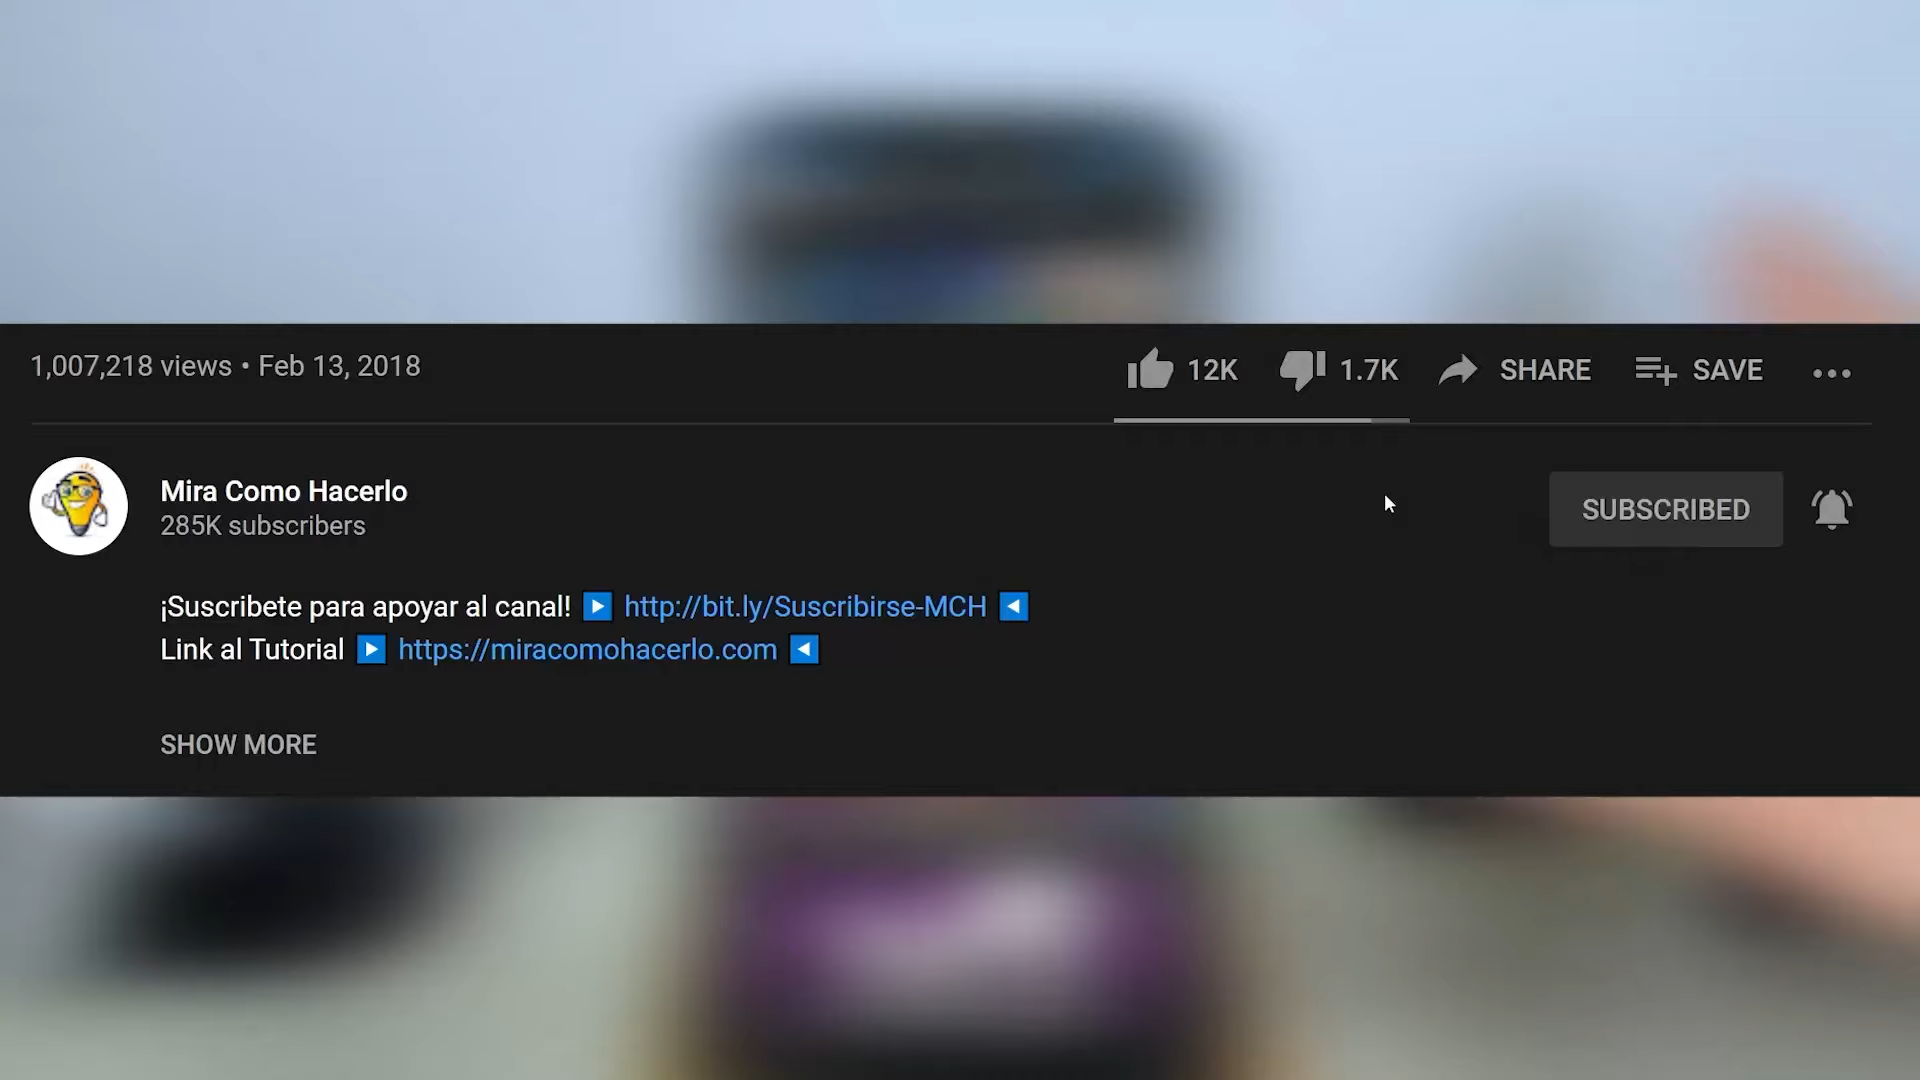 1,007,218 views • Feb 13, 2018
12K 1.7K SHARE SAVE
Mira Como Hacerlo
285K subscribers
SUBSCRIBED
¡Suscribete para apoyar al canal! ▶ http://bit.ly/Suscribirse-MCH ◀
Link al Tutorial ▶ https://miracomohacerlo.com ◀
SHOW MORE